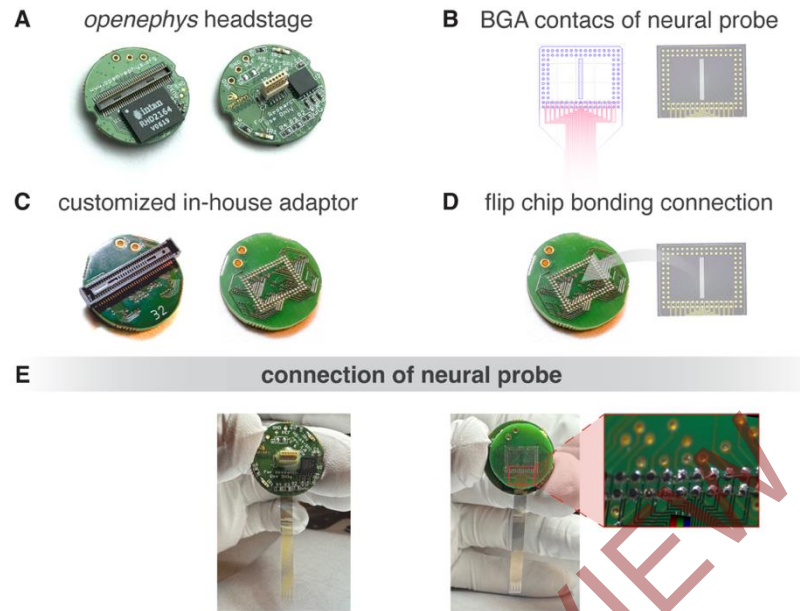 A openephys headstage
B BGA contacs of neural probe
intan
RHD2164
C customized in-house adaptor
D flip chip bonding connection
32
E connection of neural probe
VIEW